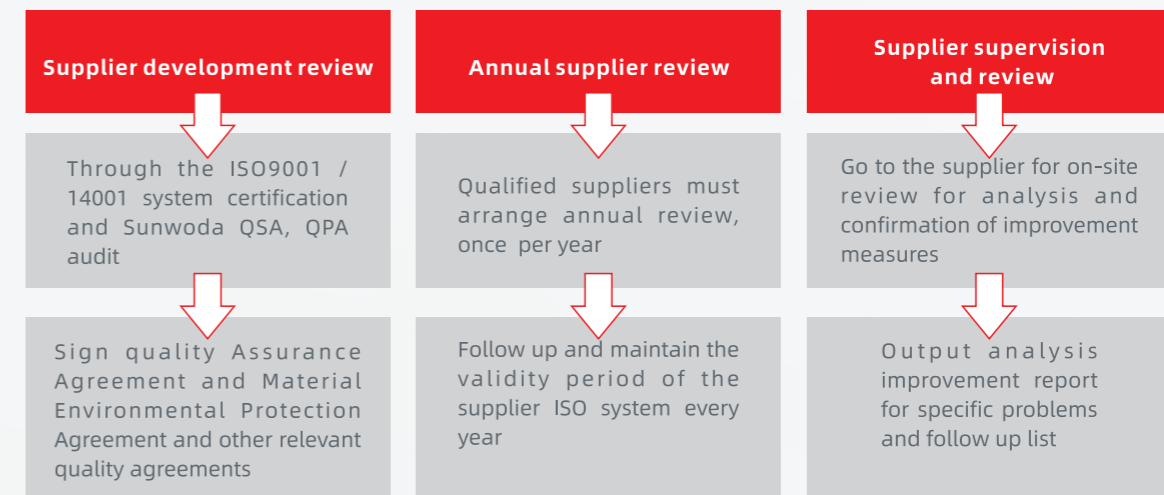 Supplier development review
Through the ISO9001 /
14001 system certification
and Sunwoda QSA, QPA
audit
Sign quality Assurance
Agreement and Material
Environmental Protection
Agreement and other relevant
quality agreements
Annual supplier review
Qualified suppliers must
arrange annual review,
once per year
Follow up and maintain the
validity period of the
supplier ISO system every
year
Supplier supervision
and review
Go to the supplier for on-site
review for analysis and
confirmation of improvement
measures
Output analysis
improvement report
for specific problems
and follow up list